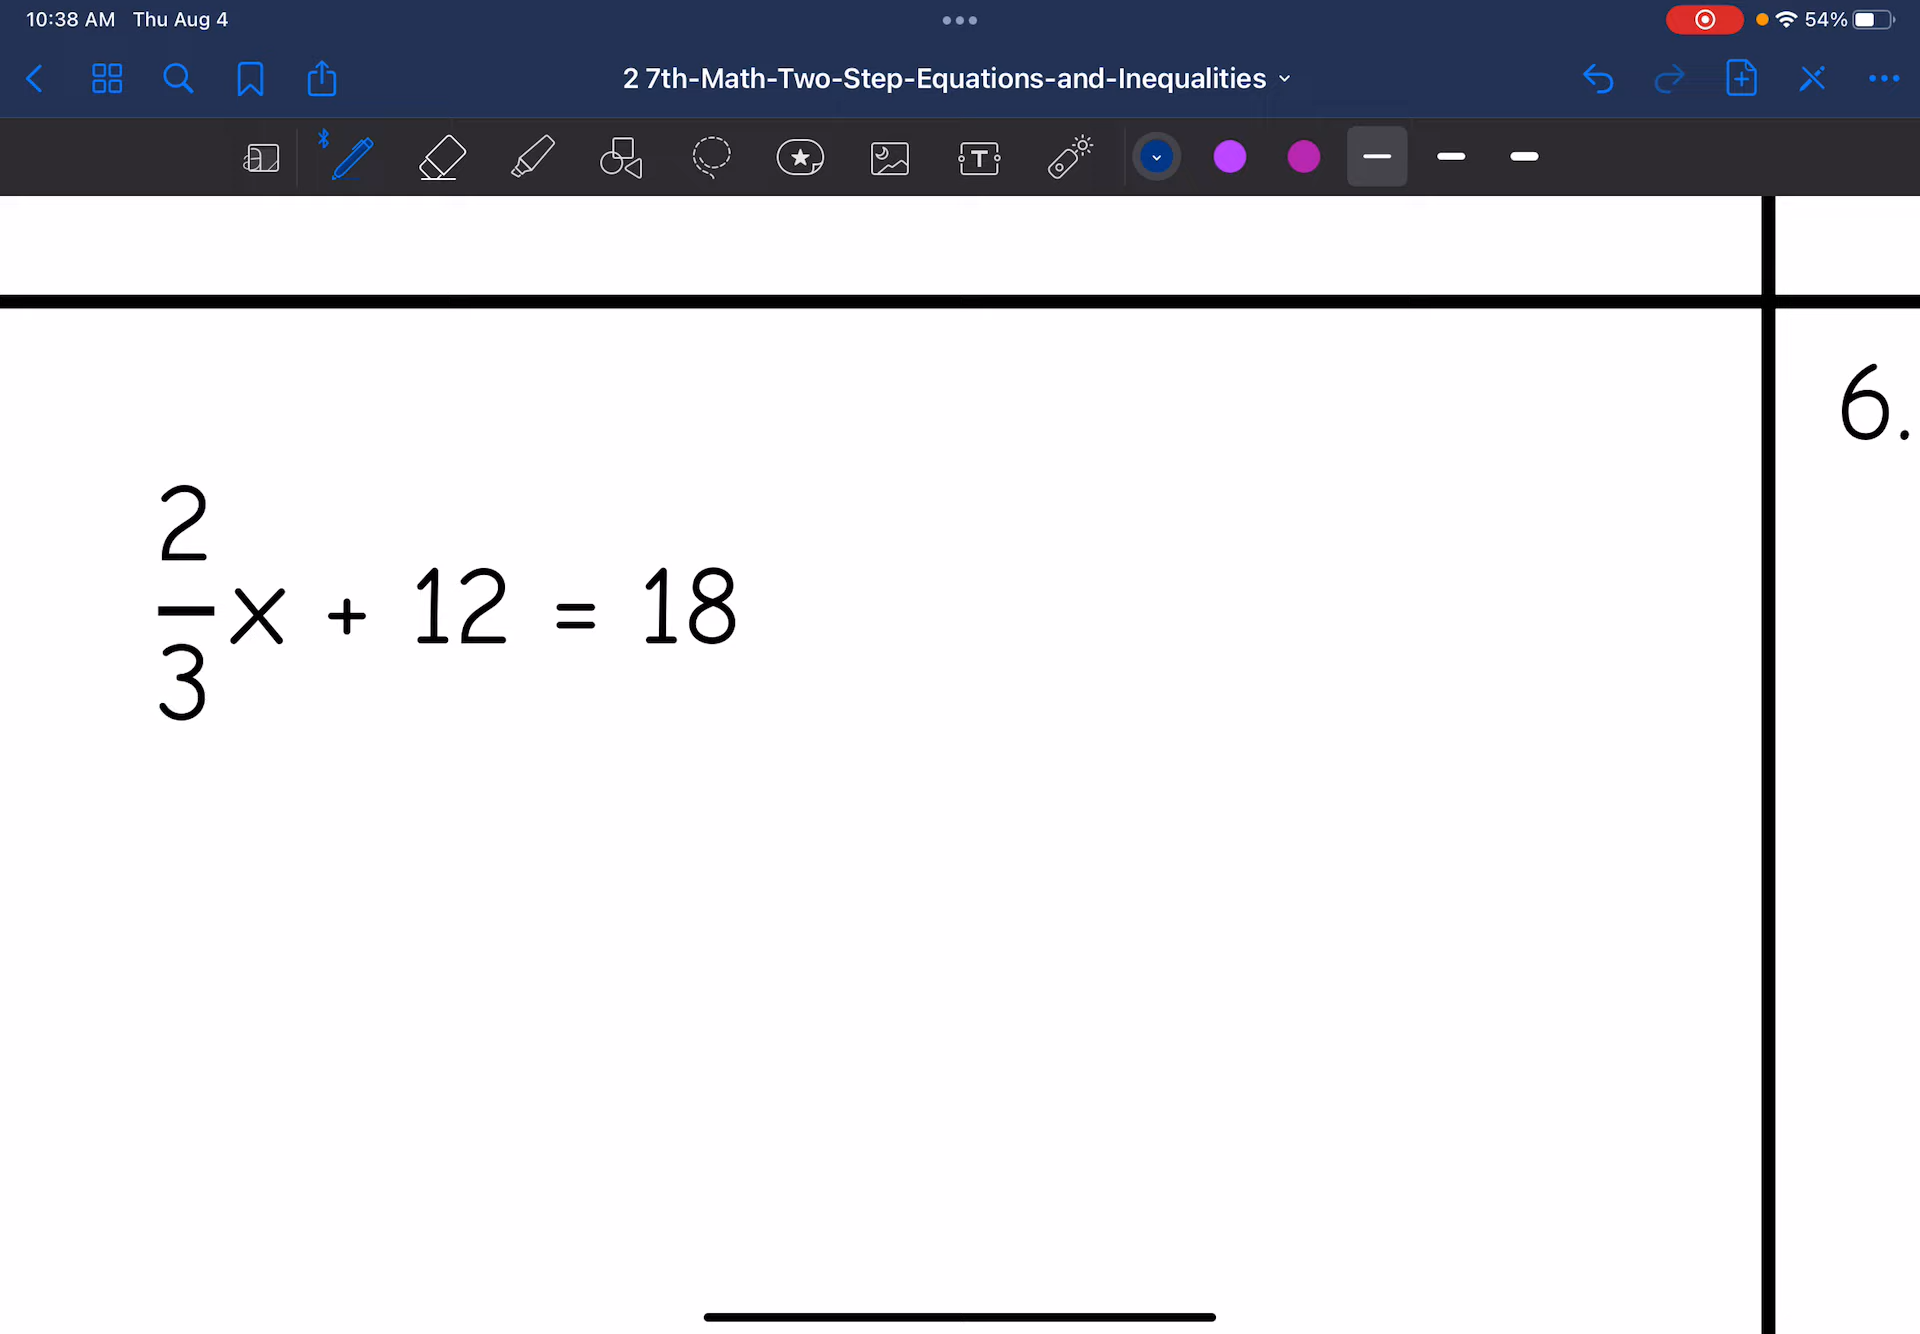 10:38 AM Thu Aug 4
54%
2 7th-Math-Two-Step-Equations-and-Inequalities
T
6.
2/3 x + 12 = 18